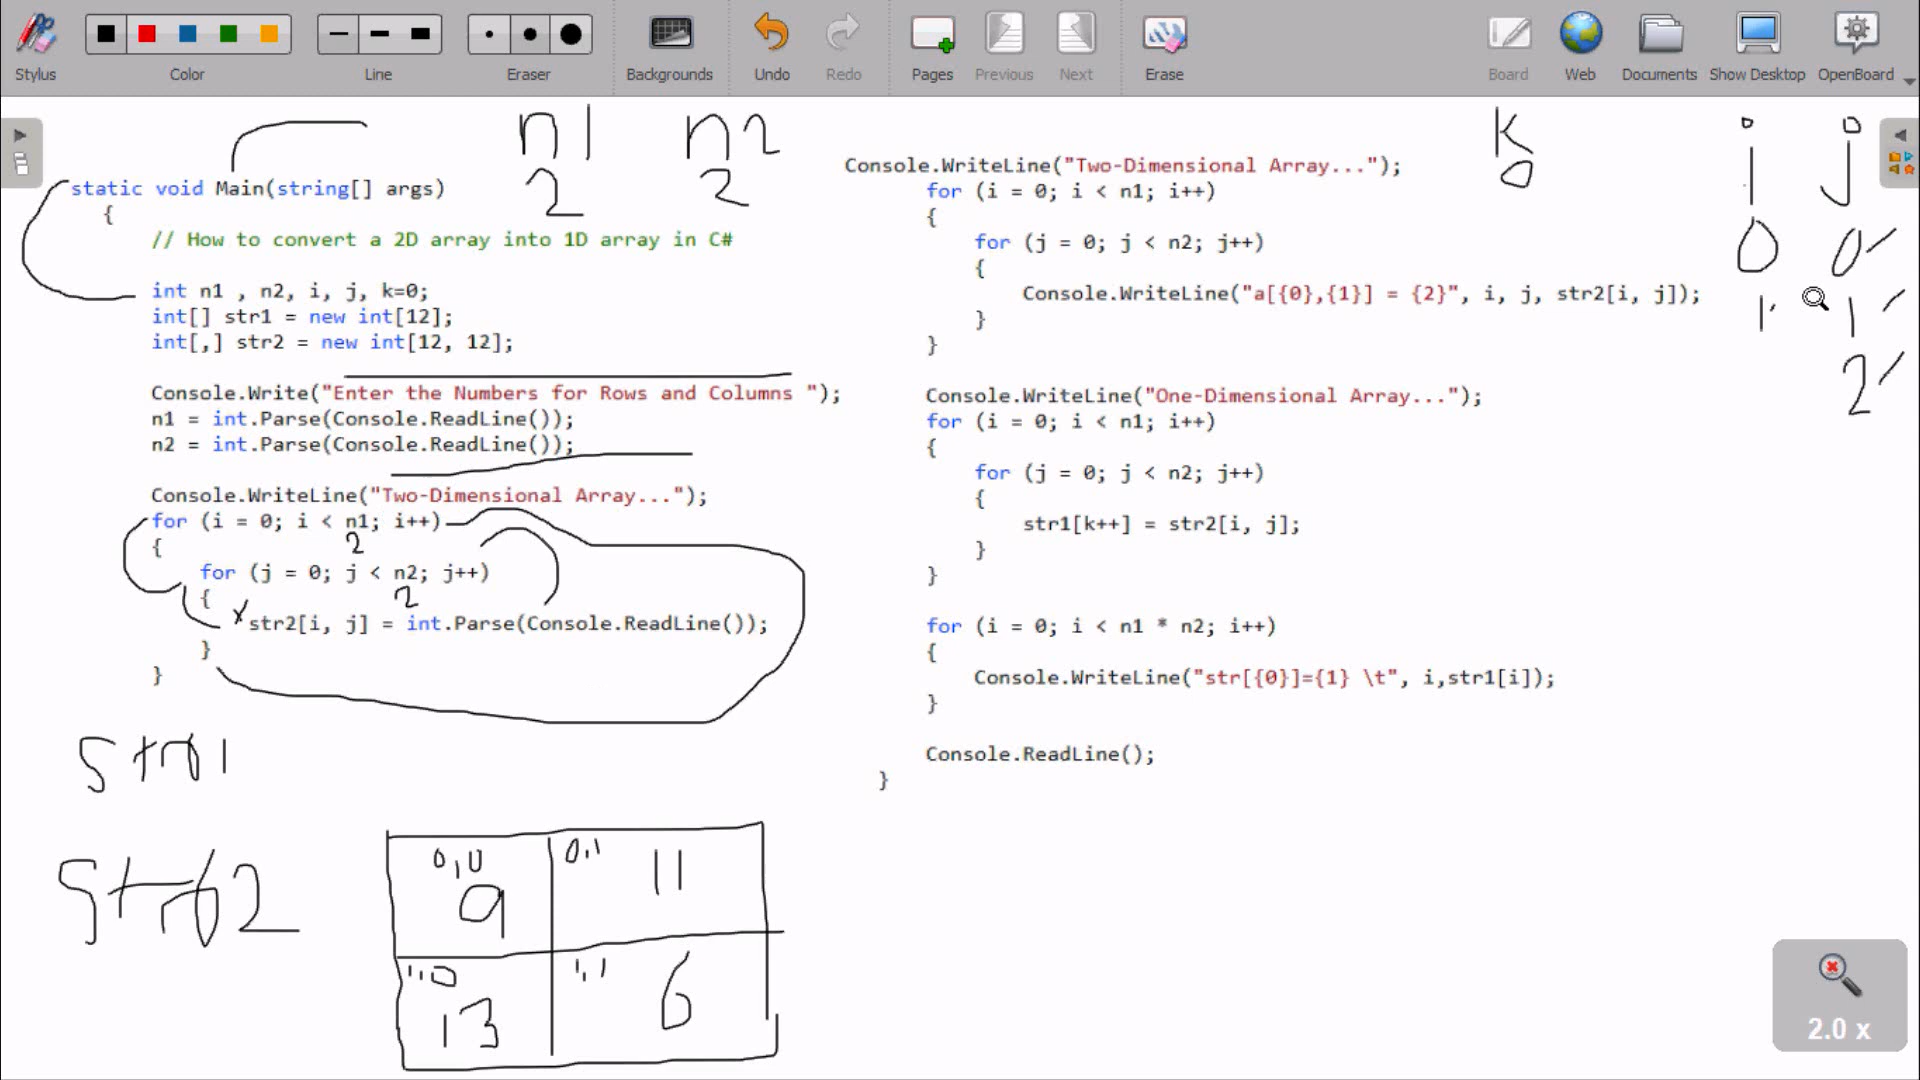 Stylus Color Line Eraser Backgrounds Undo Redo Pages Previous Next Erase Board Web Documents Show Desktop OpenBoard
n1 n2
2 2
static void Main(string[] args)
{
// How to convert a 2D array into 1D array in C#
int n1 , n2, i, j, k=0;
int[] str1 = new int[12];
int[,] str2 = new int[12, 12];
Console.Write("Enter the Numbers for Rows and Columns ");
n1 = int.Parse(Console.ReadLine());
n2 = int.Parse(Console.ReadLine());
Console.WriteLine("Two-Dimensional Array...");
for (i = 0; i < n1; i++)
2
{
for (j = 0; j < n2; j++)
2
{
str2[i, j] = int.Parse(Console.ReadLine());
}
}
str1
str2
0,0 0,1
9 11
1,0 1,1
13 6
Console.WriteLine("Two-Dimensional Array...");
for (i = 0; i < n1; i++)
{
for (j = 0; j < n2; j++)
{
Console.WriteLine("a[{0},{1}] = {2}", i, j, str2[i, j]);
}
}
Console.WriteLine("One-Dimensional Array...");
for (i = 0; i < n1; i++)
{
for (j = 0; j < n2; j++)
{
str1[k++] = str2[i, j];
}
}
for (i = 0; i < n1 * n2; i++)
{
Console.WriteLine("str[{0}]={1} \t", i,str1[i]);
}
Console.ReadLine();
}
k i j
0
0 0
1 1
2
2.0 x